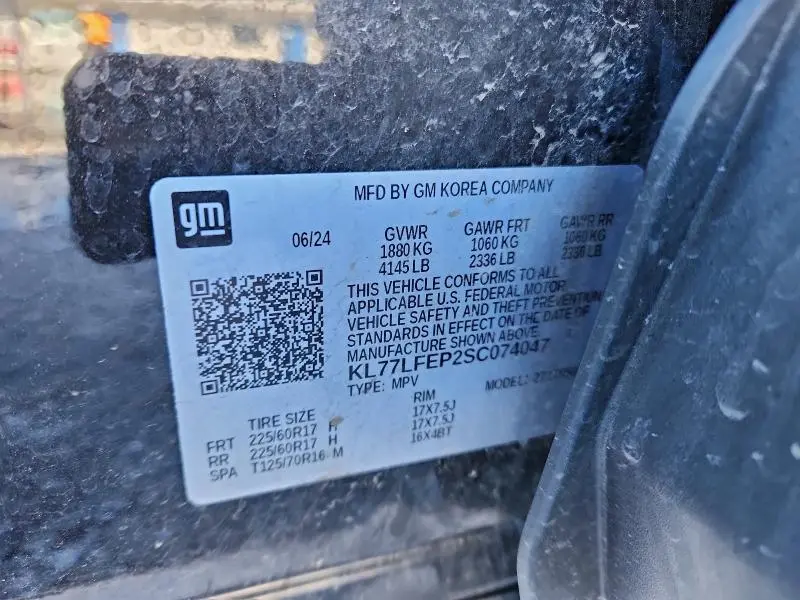 MFD BY GM KOREA COMPANY
gm
06/24
GVWR
1880 KG
4145 LB
GAWR FRT
1060 KG
2336 LB
GAWR RR
1060 KG
2336 LB
THIS VEHICLE CONFORMS TO ALL
APPLICABLE U.S. FEDERAL MOTOR
VEHICLE SAFETY AND THEFT PREVENTION
STANDARDS IN EFFECT ON THE DATE OF
MANUFACTURE SHOWN ABOVE.
KL77LFEP2SC074047
TYPE: MPV
MODEL:
TIRE SIZE RIM
FRT 225/60R17 H 17X7.5J
RR 225/60R17 H 17X7.5J
SPA T125/70R16 M 16X4BT